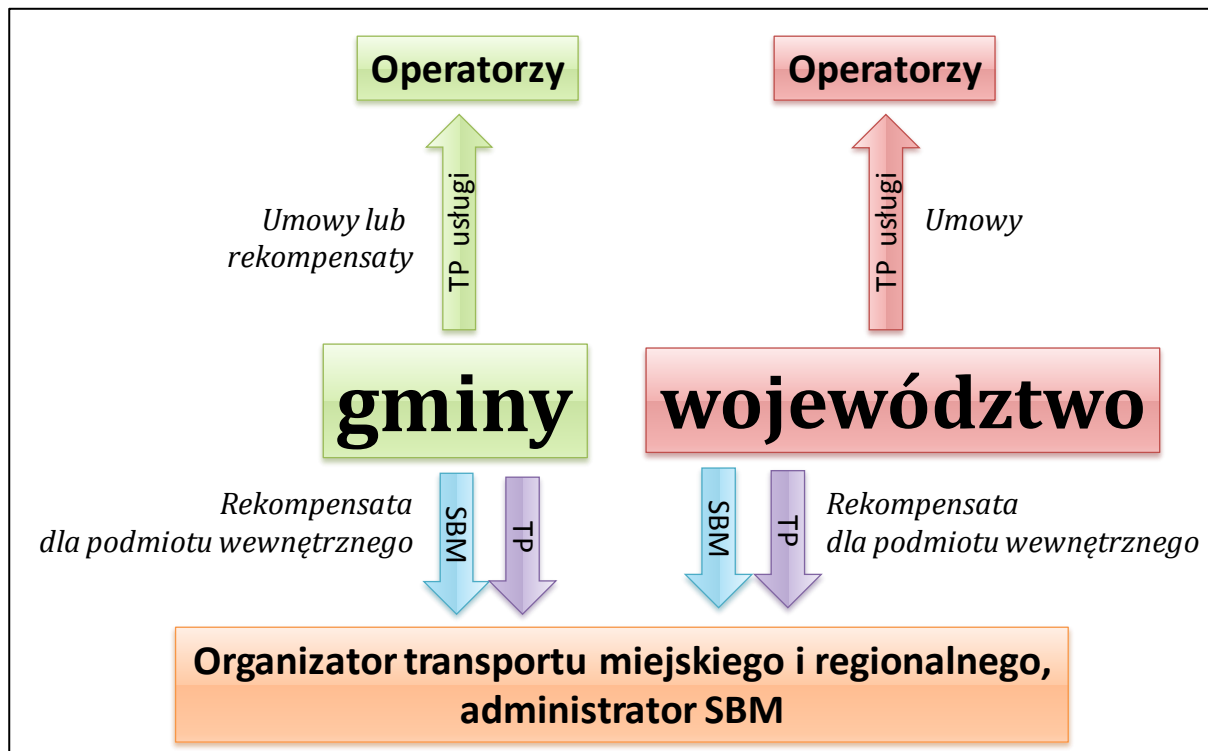 Operatorzy
Operatorzy
TP usługi
Umowy lub
rekompensaty
TP usługi
Umowy
gminy
województwo
Rekompensata
dla podmiotu wewnętrznego
SBM
TP
SBM
TP
Rekompensata
dla podmiotu wewnętrznego
Organizator transportu miejskiego i regionalnego,
administrator SBM